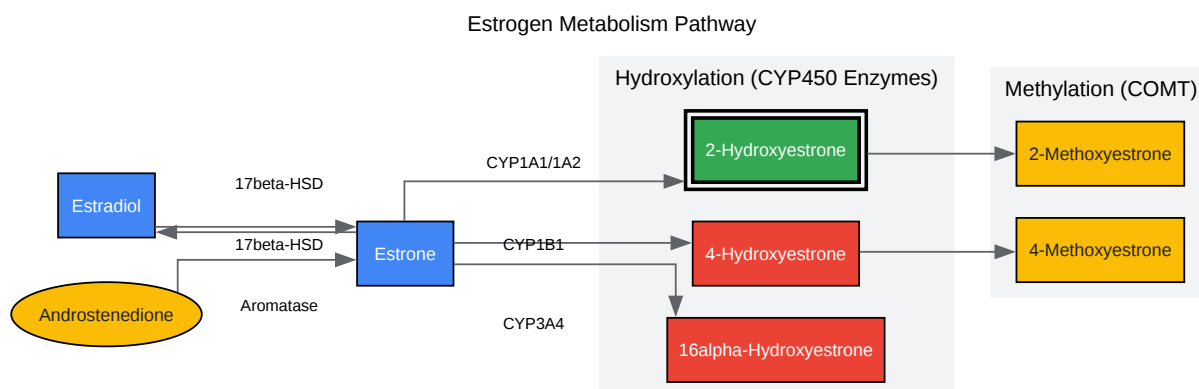 Estrogen Metabolism Pathway
Hydroxylation (CYP450 Enzymes)
Methylation (COMT)
2-Hydroxyestrone
2-Methoxyestrone
CYP1A1/1A2
17beta-HSD
Estradiol
17beta-HSD
Estrone
CYP1B1
4-Hydroxyestrone
4-Methoxyestrone
Androstenedione
Aromatase
CYP3A4
16alpha-Hydroxyestrone